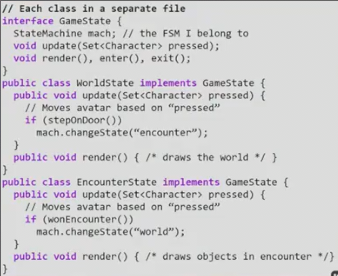 // Each class in a separate file
interface GameState {
StateMachine mach; // the FSM I belong to
void update(Set<Character> pressed);
void render(), enter(), exit();
}
public class WorldState implements GameState {
public void update(Set<Character> pressed) {
// Moves avatar based on “pressed”
if (stepOnDoor())
mach.changeState(“encounter”);
}
public void render() { /* draws the world */ }
}
public class EncounterState implements GameState {
public void update(Set<Character> pressed) {
// Moves avatar based on “pressed”
if (wonEncounter())
mach.changeState(“world”);
}
public void render() { /* draws objects in encounter */}
}